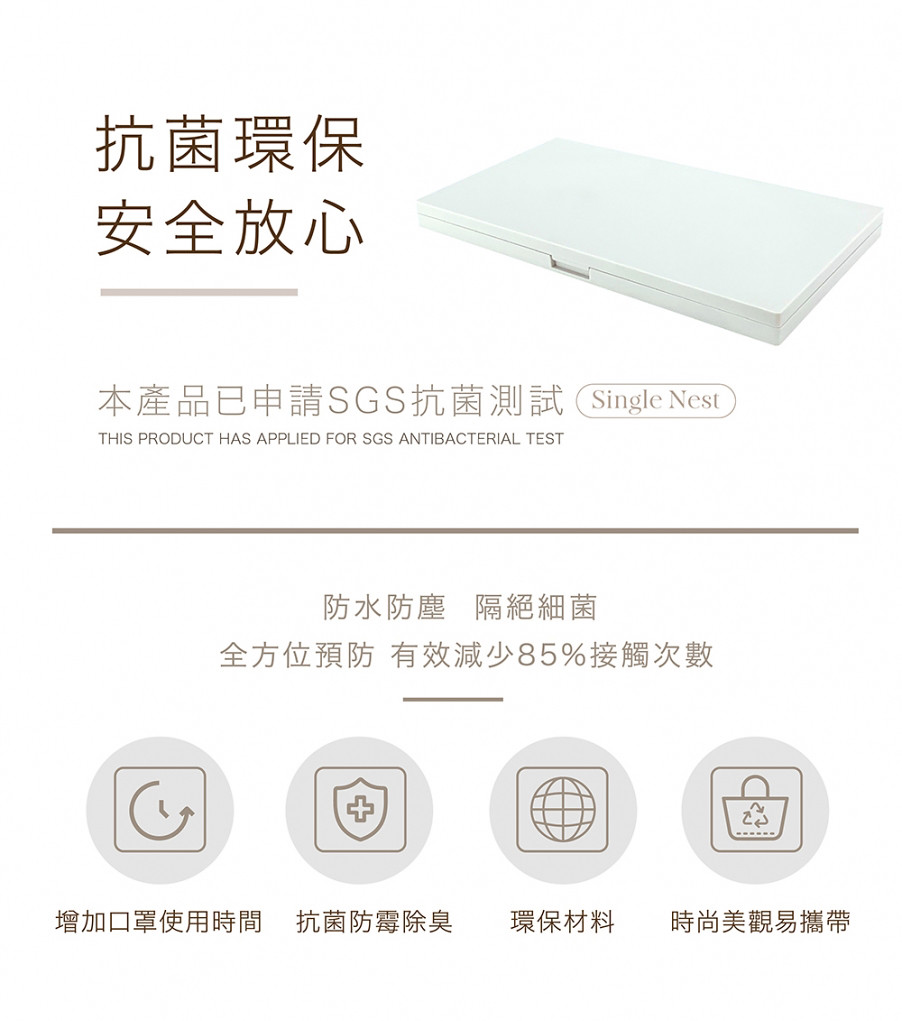 抗菌環保
安全放心
本產品已申請SGS抗菌測試 Single Nest
THIS PRODUCT HAS APPLIED FOR SGS ANTIBACTERIAL TEST
防水防塵 隔絕細菌
全方位預防 有效減少85%接觸次數
增加口罩使用時間 抗菌防霉除臭 環保材料 時尚美觀易攜帶